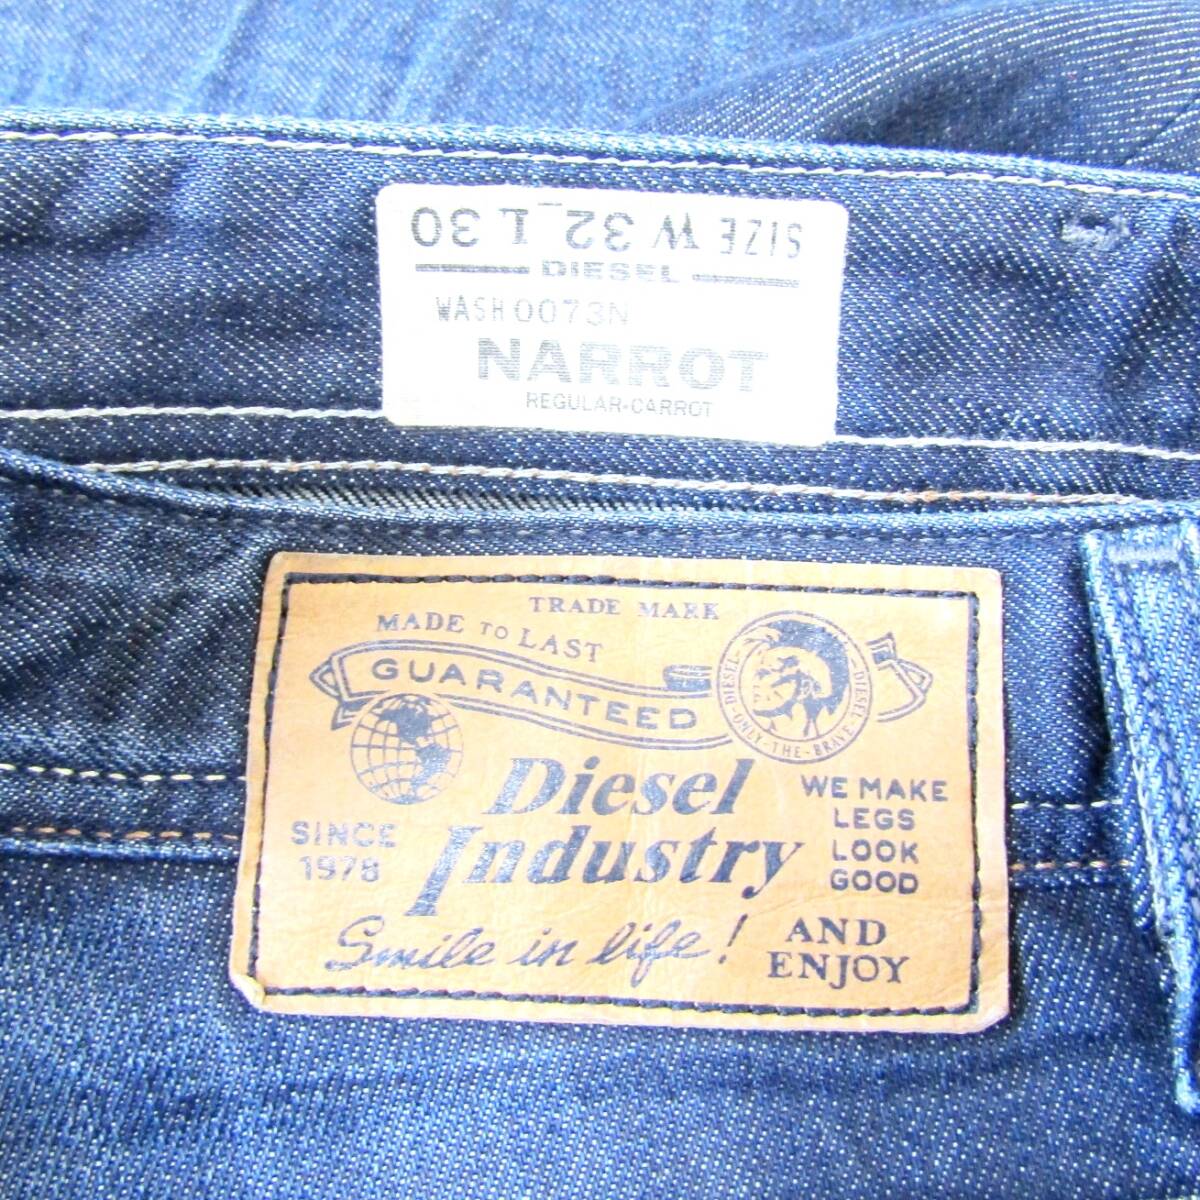 SIZE W 32 L 30
DIESEL
WASH 0073N
NARROT
REGULAR-CARROT
TRADE MARK
MADE TO LAST
GUARANTEED
DIESEL - DIESEL
ONLY - THE - BRAVE
Diesel
Industry
SINCE
1978
WE MAKE
LEGS
LOOK
GOOD
Smile in life!
AND
ENJOY